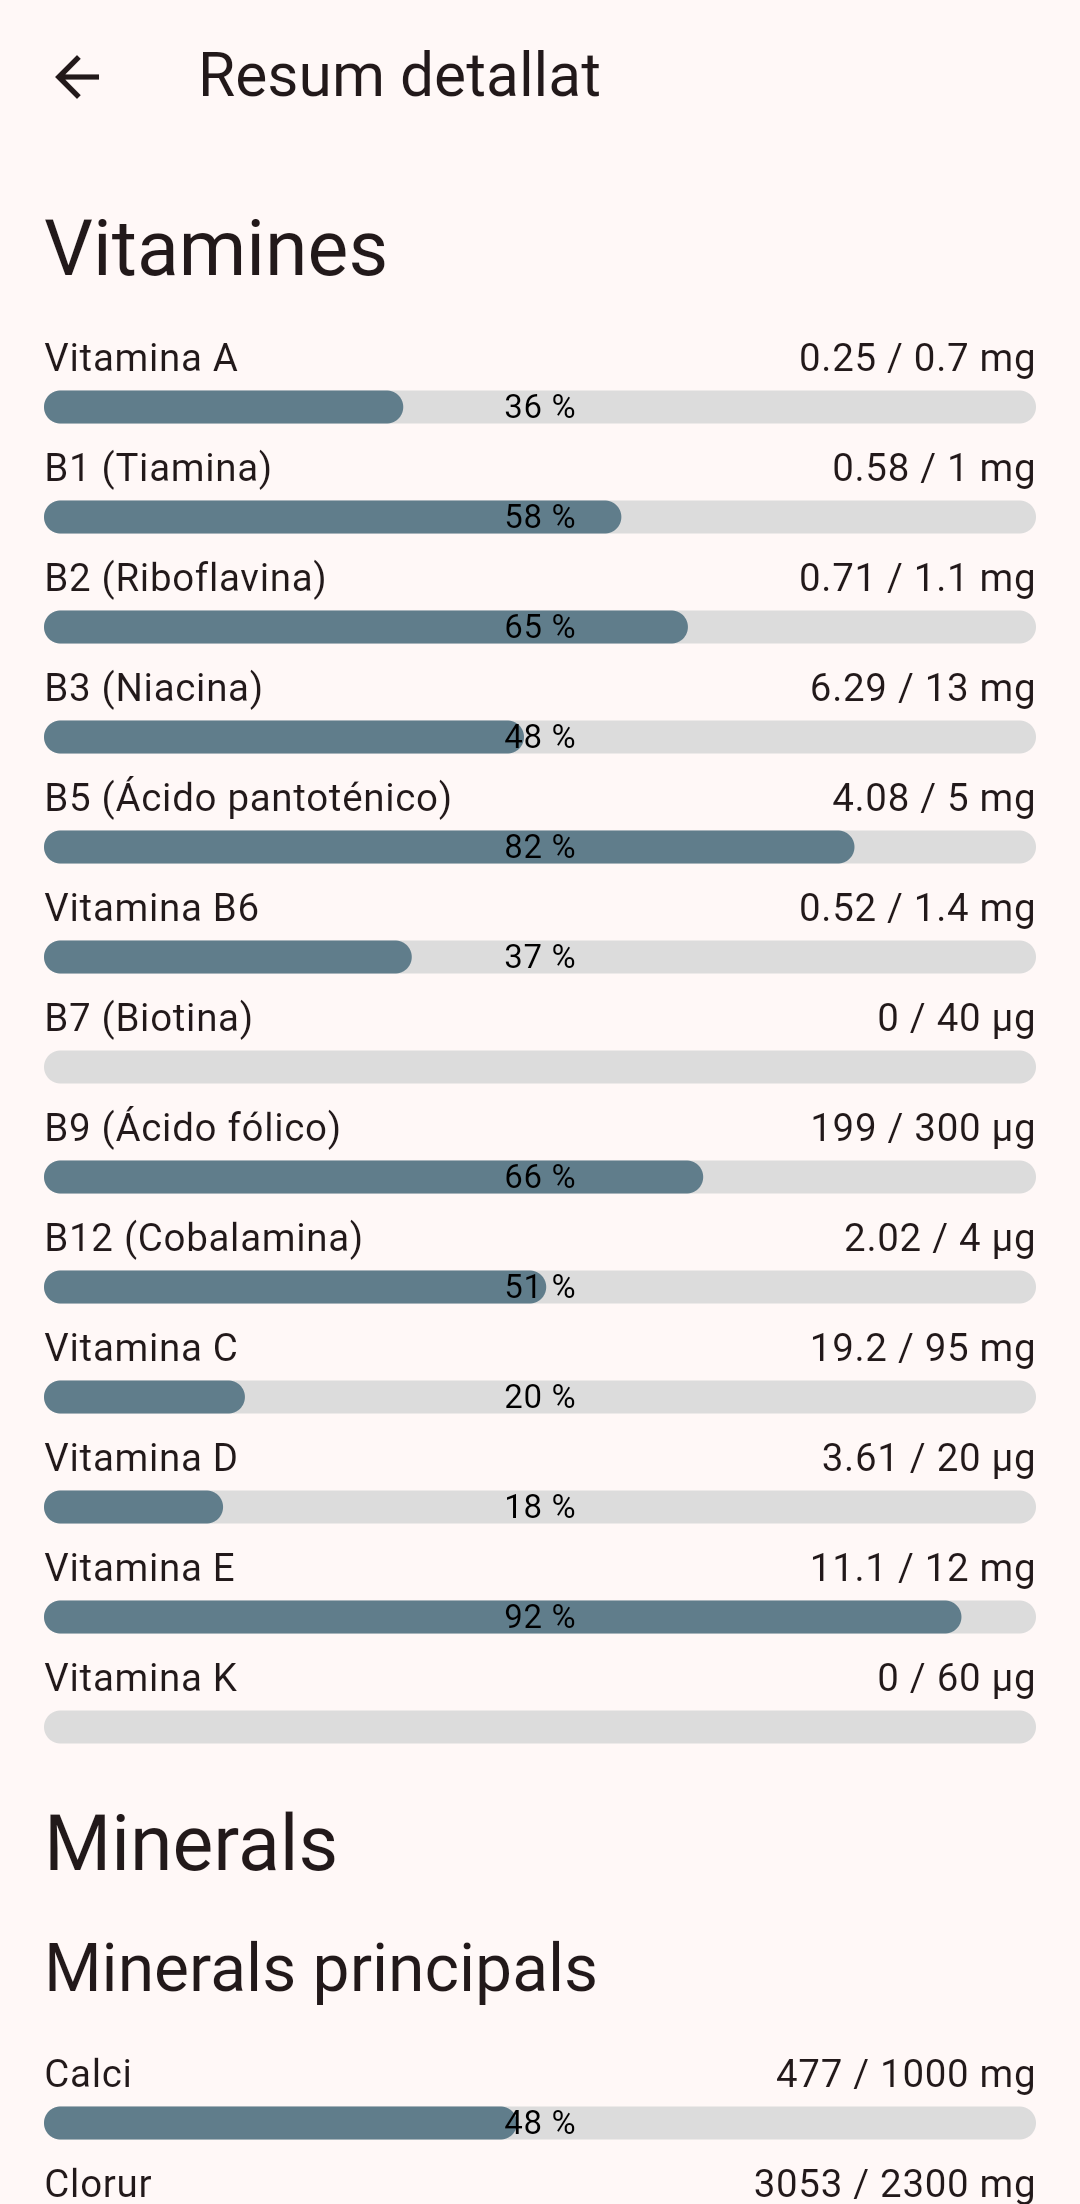 Resum detallat
Vitamines
Vitamina A 0.25 / 0.7 mg
36 %
B1 (Tiamina) 0.58 / 1 mg
58 %
B2 (Riboflavina) 0.71 / 1.1 mg
65 %
B3 (Niacina) 6.29 / 13 mg
48 %
B5 (Ácido pantoténico) 4.08 / 5 mg
82 %
Vitamina B6 0.52 / 1.4 mg
37 %
B7 (Biotina) 0 / 40 µg
B9 (Ácido fólico) 199 / 300 µg
66 %
B12 (Cobalamina) 2.02 / 4 µg
51 %
Vitamina C 19.2 / 95 mg
20 %
Vitamina D 3.61 / 20 µg
18 %
Vitamina E 11.1 / 12 mg
92 %
Vitamina K 0 / 60 µg
Minerals
Minerals principals
Calci 477 / 1000 mg
48 %
Clorur 3053 / 2300 mg